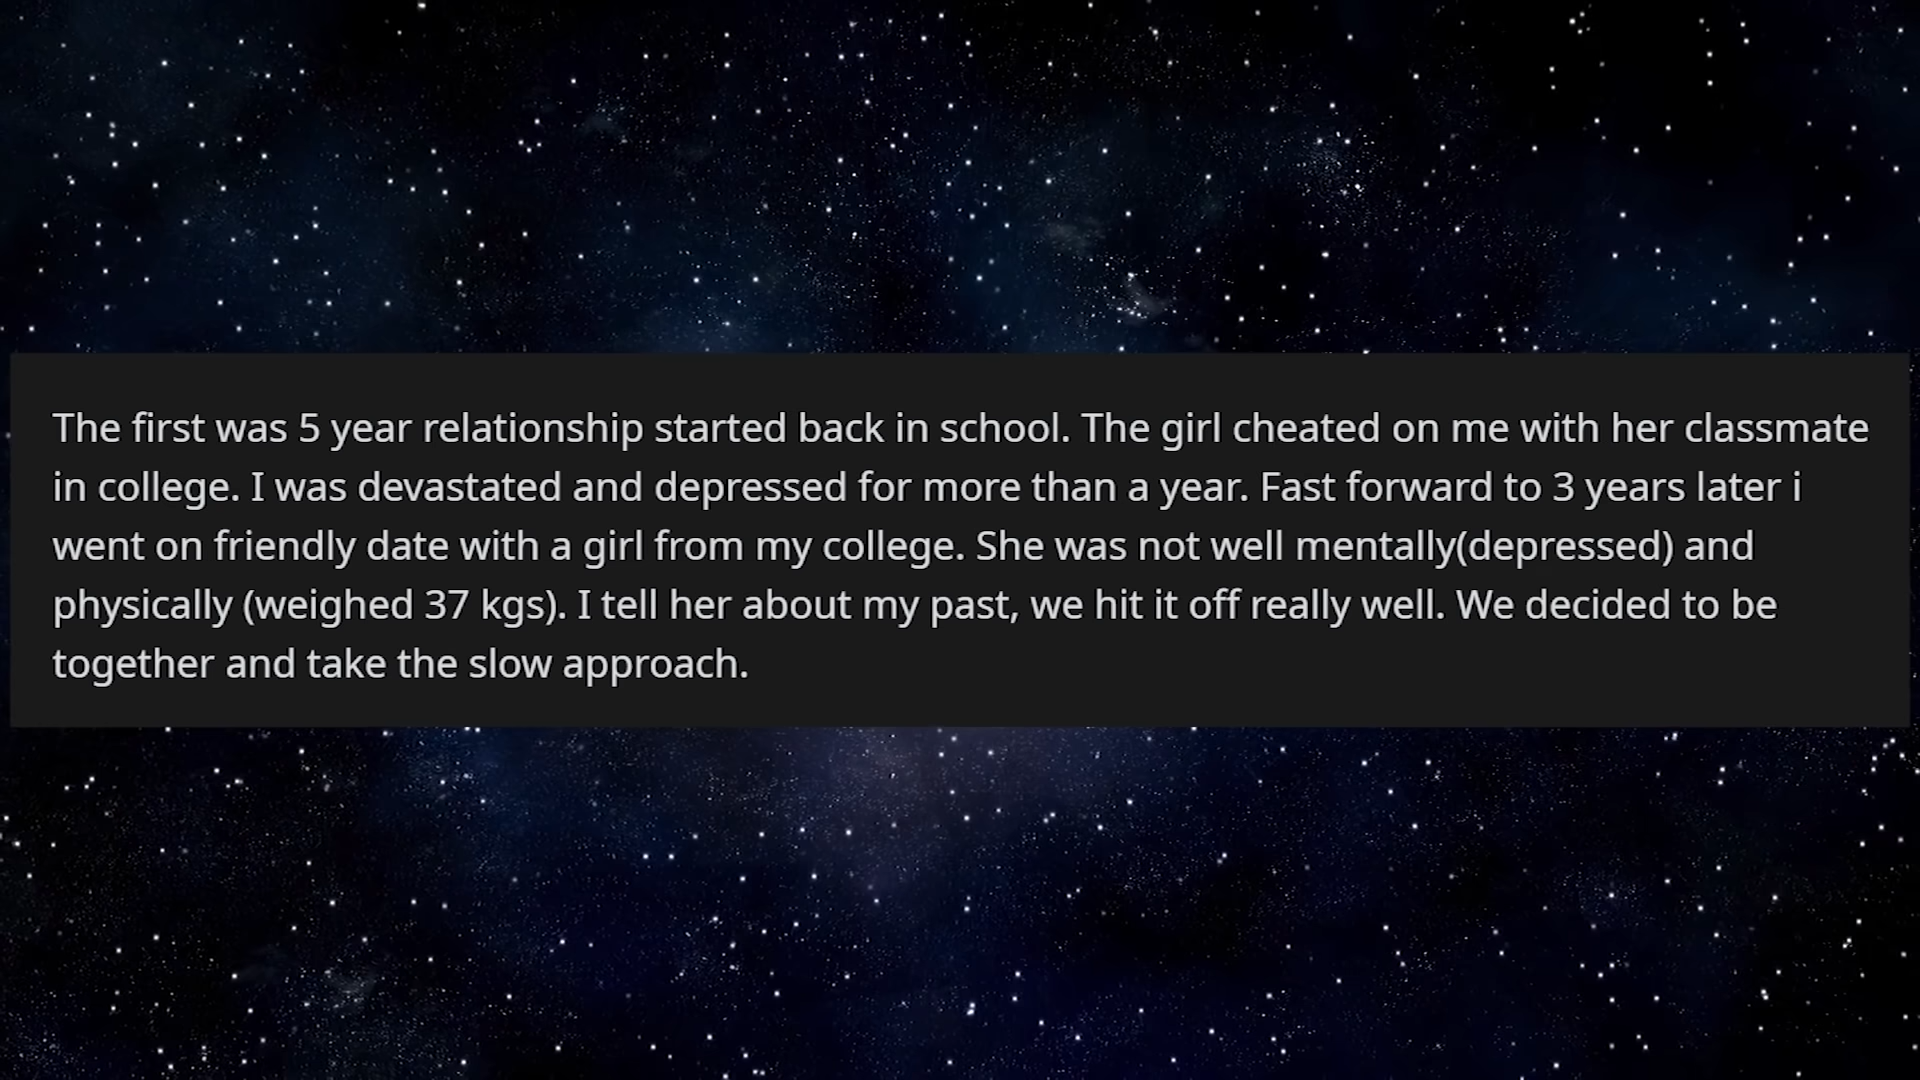 The first was 5 year relationship started back in school. The girl cheated on me with her classmate
in college. I was devastated and depressed for more than a year. Fast forward to 3 years later i
went on friendly date with a girl from my college. She was not well mentally(depressed) and
physically (weighed 37 kgs). I tell her about my past, we hit it off really well. We decided to be
together and take the slow approach.